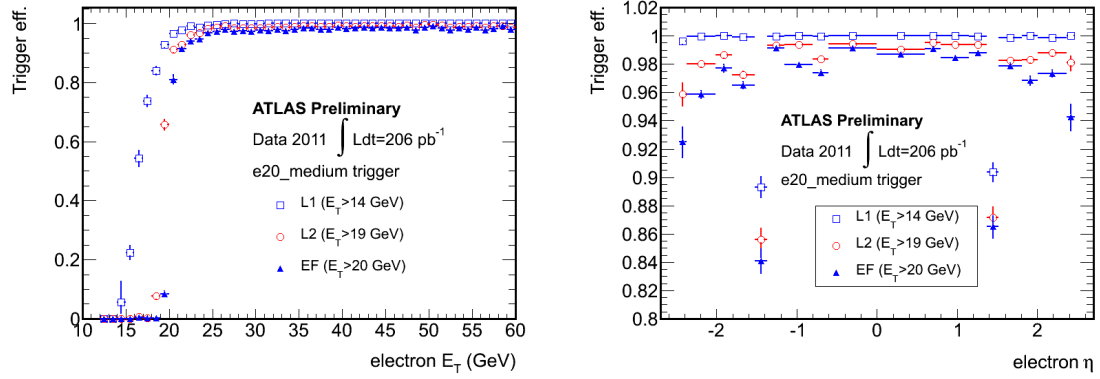 Trigger eff.
1
0.8
0.6
0.4
0.2
0
ATLAS Preliminary
Data 2011 ∫ Ldt=206 pb⁻¹
e20_medium trigger
L1 (E_T>14 GeV)
L2 (E_T>19 GeV)
EF (E_T>20 GeV)
10 15 20 25 30 35 40 45 50 55 60
electron E_T (GeV)
Trigger eff.
1.02
1.00
0.98
0.96
0.94
0.92
0.9
0.88
0.86
0.84
0.82
0.8
ATLAS Preliminary
Data 2011 ∫ Ldt=206 pb⁻¹
e20_medium trigger
L1 (E_T>14 GeV)
L2 (E_T>19 GeV)
EF (E_T>20 GeV)
-2 -1 0 1 2
electron η